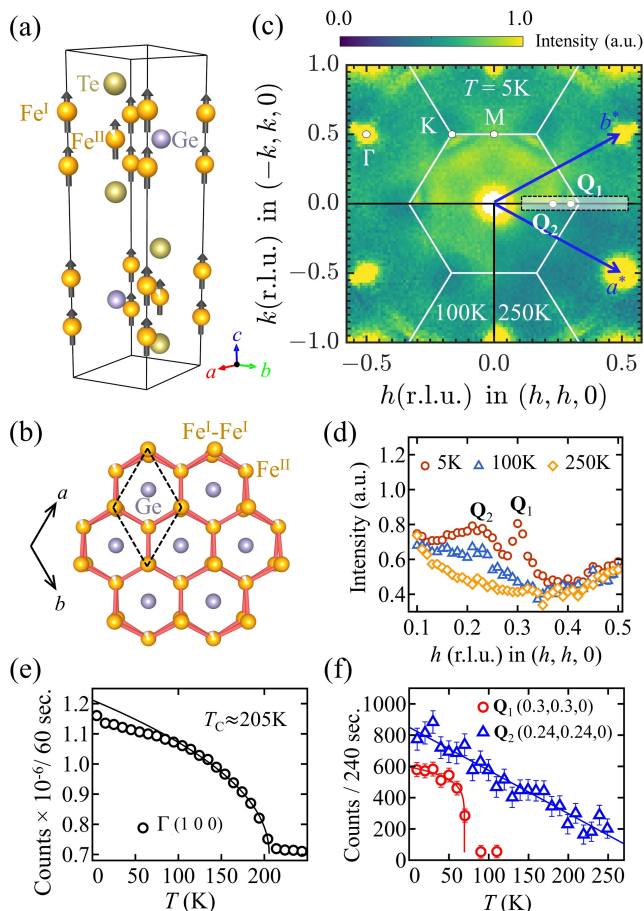 (a)
Te
Fe^I
Fe^II
Ge
c
a
b
(b)
Fe^I-Fe^I
Fe^II
Ge
a
b
(c)
0.0
1.0
Intensity (a.u.)
k(r.l.u.) in (−k, k, 0)
1.0
0.5
0.0
−0.5
−1.0
T = 5K
K
M
Γ
b*
Q₁
Q₂
a*
100K
250K
−0.5
0.0
0.5
h(r.l.u.) in (h, h, 0)
(d)
Intensity (a.u.)
1.2
1.0
0.8
0.6
0.4
5K
100K
250K
Q₂
Q₁
0.1
0.2
0.3
0.4
0.5
h (r.l.u.) in (h, h, 0)
(e)
Counts × 10⁻⁶/ 60 sec.
1.2
1.1
1.0
0.9
0.8
0.7
T_C≈205K
Γ (1 0 0)
0
50
100
150
200
T (K)
(f)
Counts / 240 sec.
1000
800
600
400
200
0
Q₁(0.3,0.3,0)
Q₂(0.24,0.24,0)
0
50
100
150
200
250
T (K)